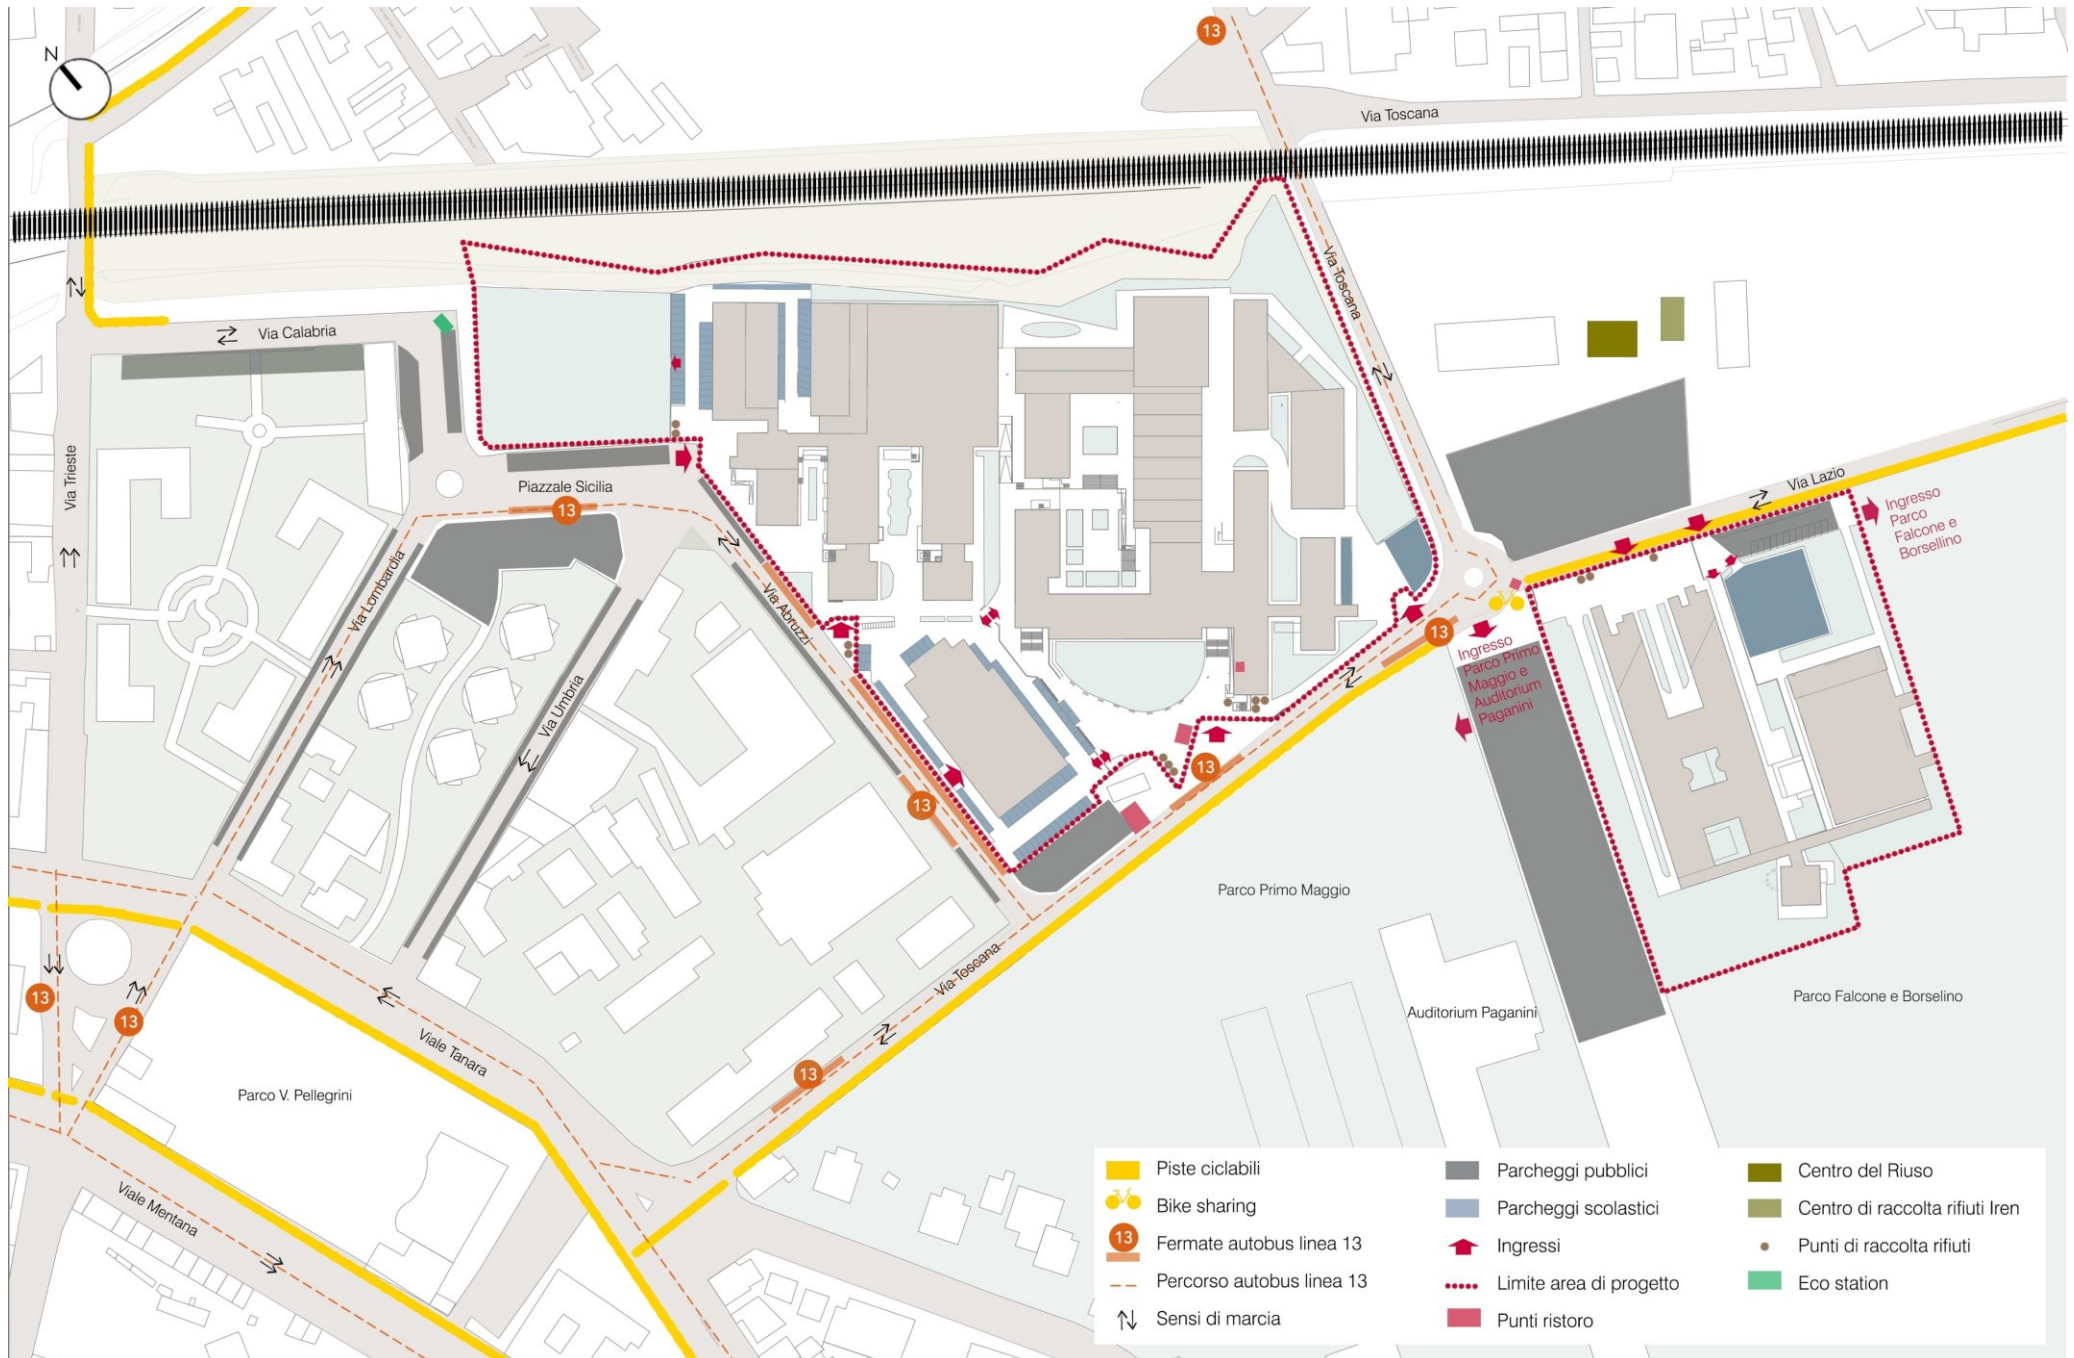 N
13
Via Toscana
Via Toscana
Via Calabria
Via Trieste
Piazzale Sicilia
13
Via Lazio
Ingresso
Parco
Falcone e
Borsellino
Via Lombardia
Via Abruzzi
Via Umbria
13
Ingresso
Parco Primo
Maggio e
Auditorium
Paganini
13
13
Parco Primo Maggio
Via Toscana
13
13
Parco Falcone e Borselino
Auditorium Paganini
Viale Tanara
13
Parco V. Pellegrini
Viale Mentana
Piste ciclabili
Bike sharing
13 Fermate autobus linea 13
Percorso autobus linea 13
Sensi di marcia
Parcheggi pubblici
Parcheggi scolastici
Ingressi
Limite area di progetto
Punti ristoro
Centro del Riuso
Centro di raccolta rifiuti Iren
Punti di raccolta rifiuti
Eco station